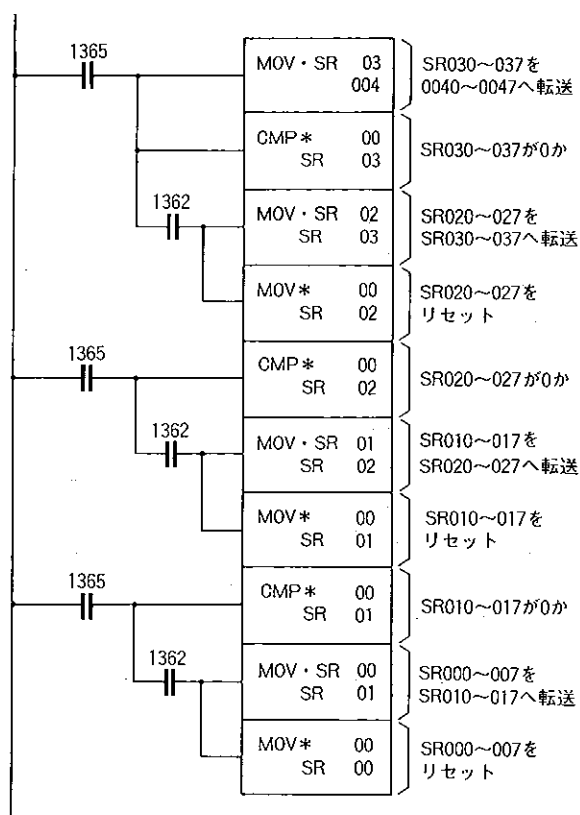 1365
MOV・SR 03
004
SR030〜037を
0040〜0047へ転送
CMP* 00
SR 03
SR030〜037が0か
1362
MOV・SR 02
SR 03
SR020〜027を
SR030〜037へ転送
MOV* 00
SR 02
SR020〜027を
リセット
1365
CMP* 00
SR 02
SR020〜027が0か
1362
MOV・SR 01
SR 02
SR010〜017を
SR020〜027へ転送
MOV* 00
SR 01
SR010〜017を
リセット
1365
CMP* 00
SR 01
SR010〜017が0か
1362
MOV・SR 00
SR 01
SR000〜007を
SR010〜017へ転送
MOV* 00
SR 00
SR000〜007を
リセット